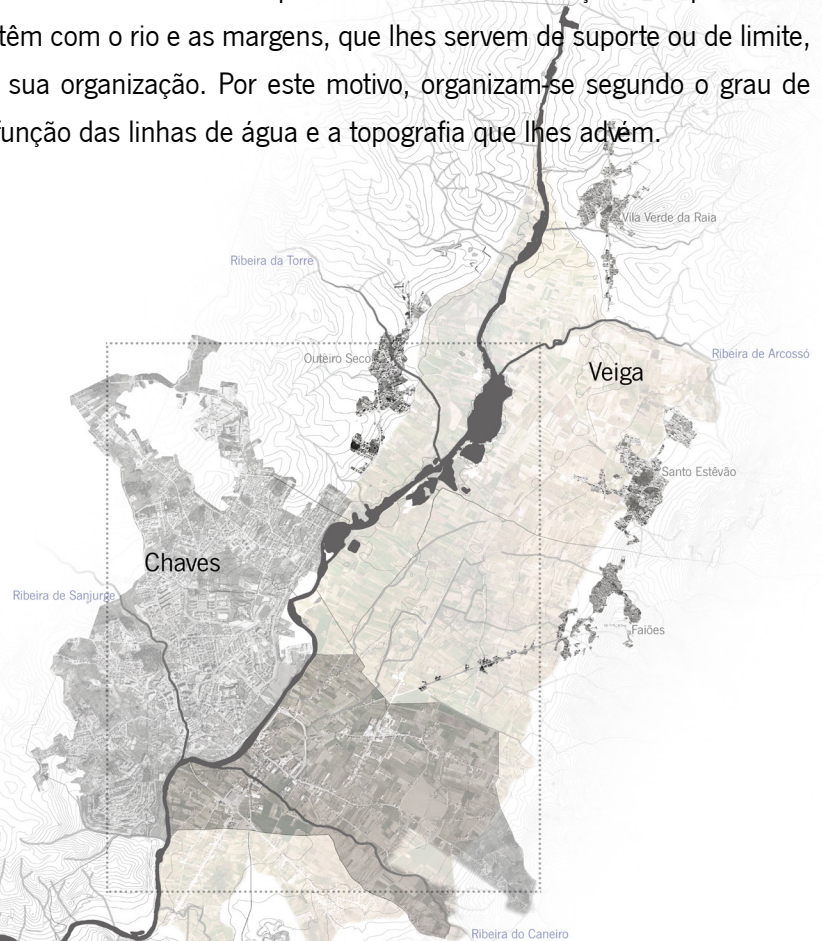 têm com o rio e as margens, que lhes servem de suporte ou de limite,
sua organização. Por este motivo, organizam-se segundo o grau de
função das linhas de água e a topografia que lhes advém.
Vila Verde da Raia
Ribeira da Torre
Outeiro Seco
Ribeira de Arcossó
Veiga
Santo Estêvão
Chaves
Ribeira de Sanjurge
Faiões
Ribeira do Caneiro